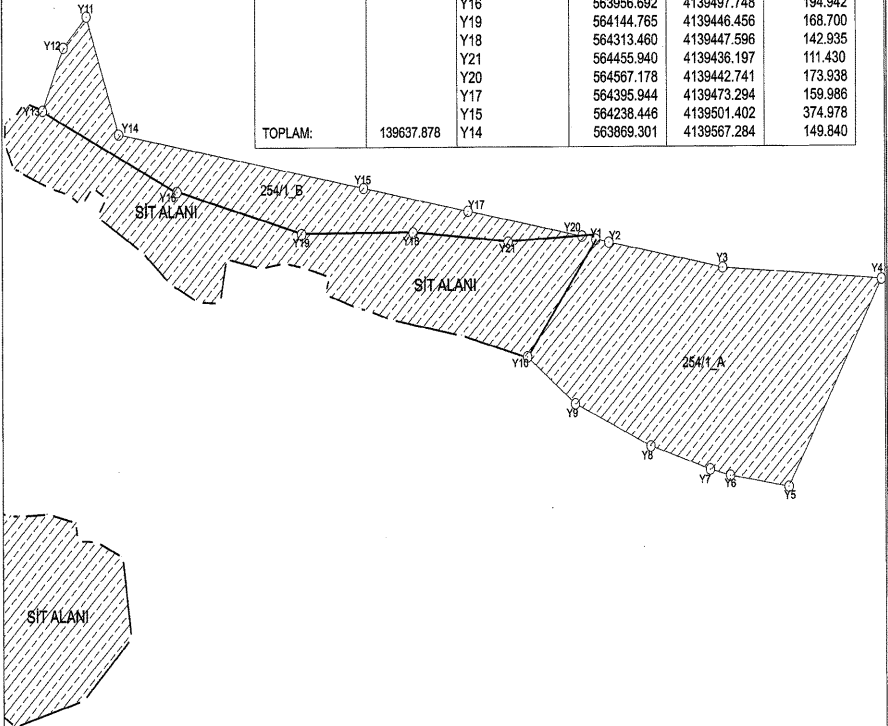 Y16 563956.692 4139497.748 194.942
Y19 564144.765 4139446.456 168.700
Y18 564313.460 4139447.596 142.935
Y21 564455.940 4139436.197 111.430
Y20 564567.178 4139442.741 173.938
Y17 564395.944 4139473.294 159.986
Y15 564238.446 4139501.402 374.978
TOPLAM: 139637.878 Y14 563869.301 4139567.284 149.840
Y11
Y12
Y13
Y14
Y15
254/1_B
Y16
SİT ALANI
Y17
Y19
Y18
Y21
Y20
Y1
Y2
Y3
Y4
SİT ALANI
Y10
254/1_A
Y9
Y8
Y7
Y6
Y5
SİT ALANI